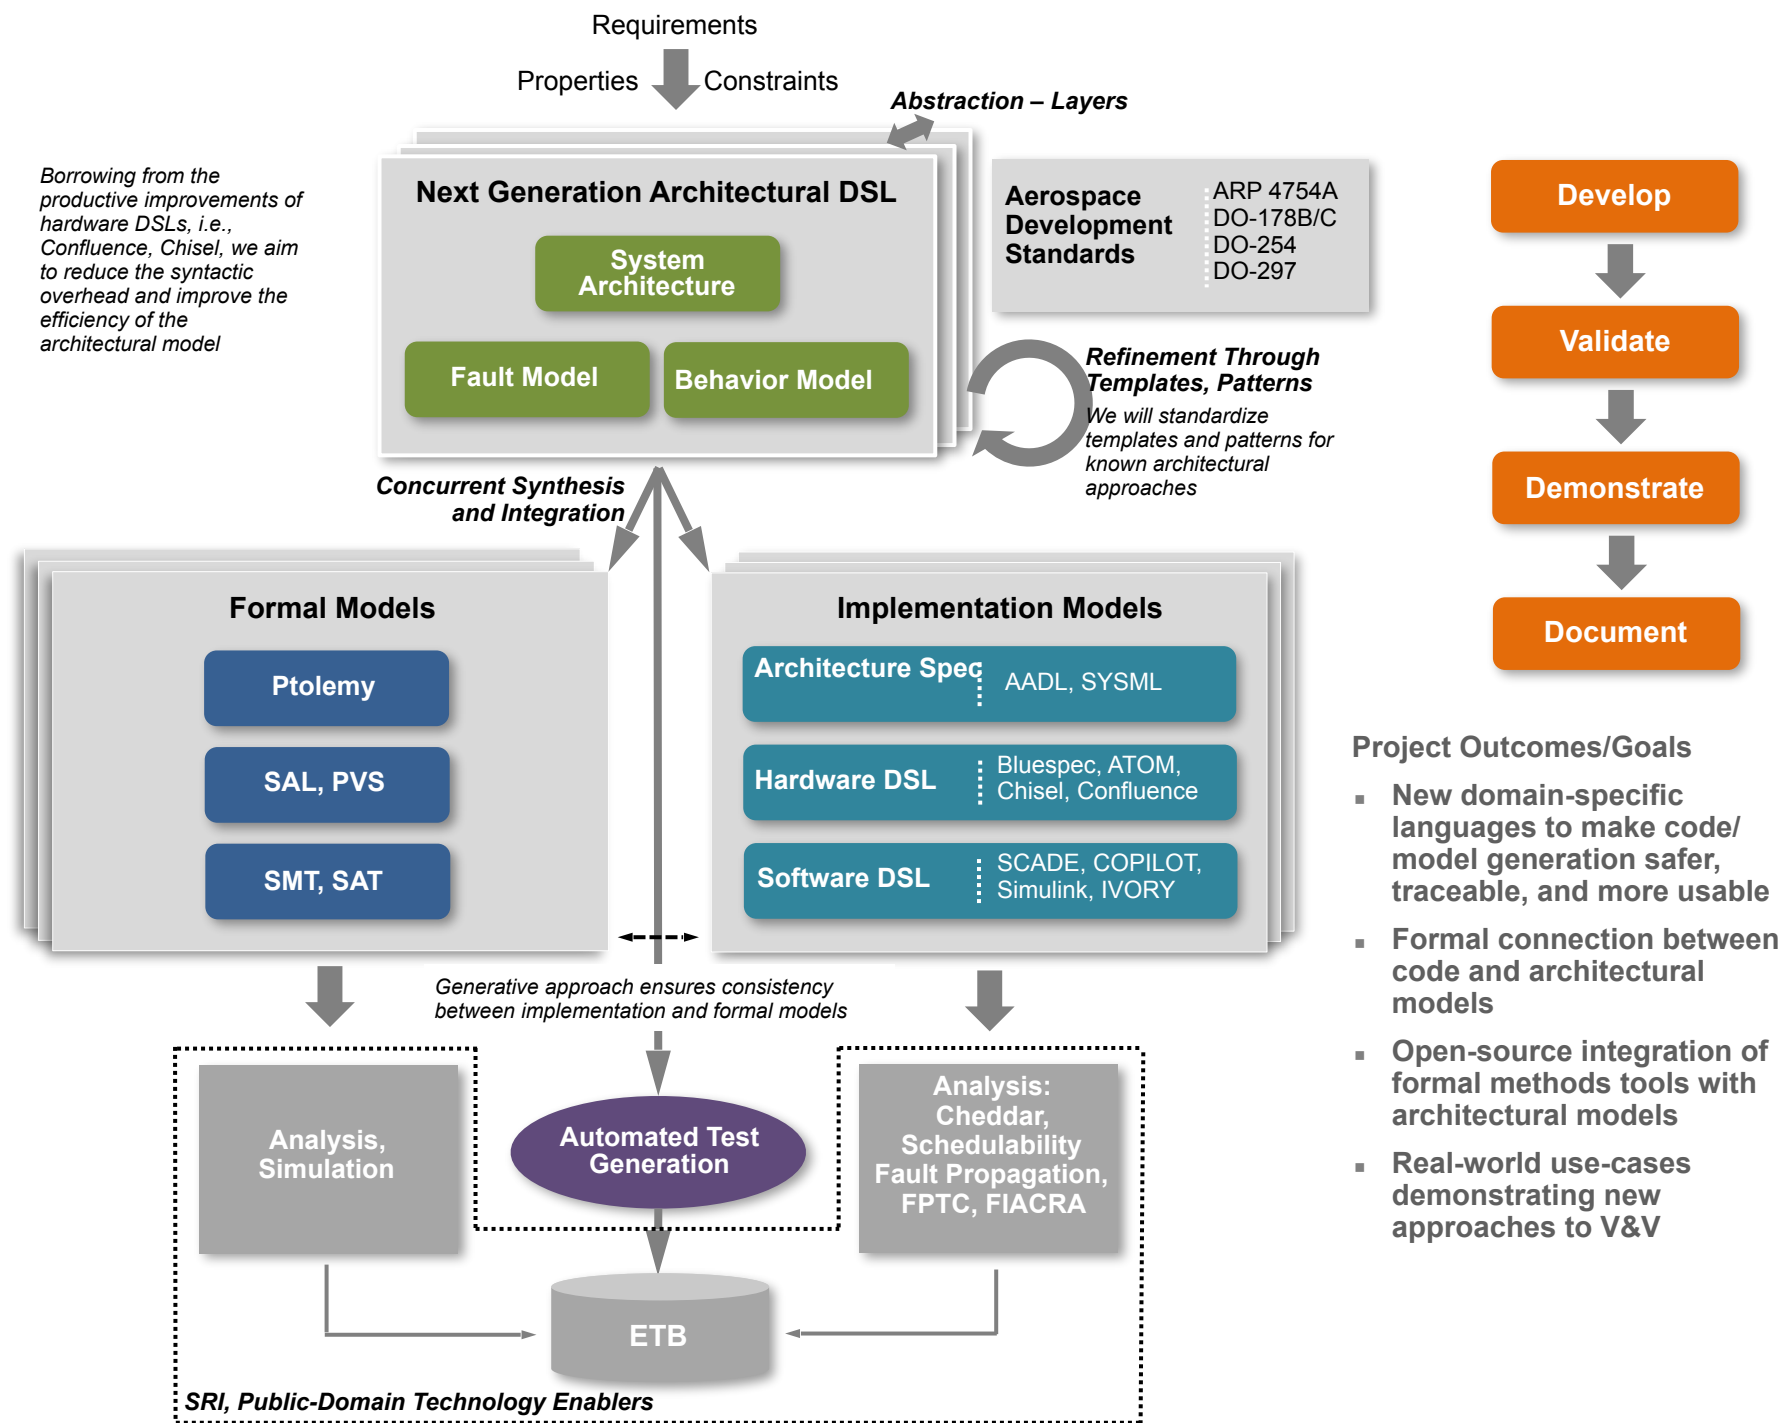 Requirements
Properties
Constraints
Abstraction – Layers
Borrowing from the
productive improvements of
hardware DSLs, i.e.,
Confluence, Chisel, we aim
to reduce the syntactic
overhead and improve the
efficiency of the
architectural model
Next Generation Architectural DSL
System
Architecture
Fault Model
Behavior Model
Aerospace
Development
Standards
ARP 4754A
DO-178B/C
DO-254
DO-297
Refinement Through
Templates, Patterns
We will standardize
templates and patterns for
known architectural
approaches
Concurrent Synthesis
and Integration
Formal Models
Ptolemy
SAL, PVS
SMT, SAT
Implementation Models
Architecture Spec
AADL, SYSML
Hardware DSL
Bluespec, ATOM,
Chisel, Confluence
Software DSL
SCADE, COPILOT,
Simulink, IVORY
Generative approach ensures consistency
between implementation and formal models
Analysis,
Simulation
Automated Test
Generation
Analysis:
Cheddar,
Schedulability
Fault Propagation,
FPTC, FIACRA
ETB
SRI, Public-Domain Technology Enablers
Develop
Validate
Demonstrate
Document
Project Outcomes/Goals
▪ New domain-specific
languages to make code/
model generation safer,
traceable, and more usable
▪ Formal connection between
code and architectural
models
▪ Open-source integration of
formal methods tools with
architectural models
▪ Real-world use-cases
demonstrating new
approaches to V&V